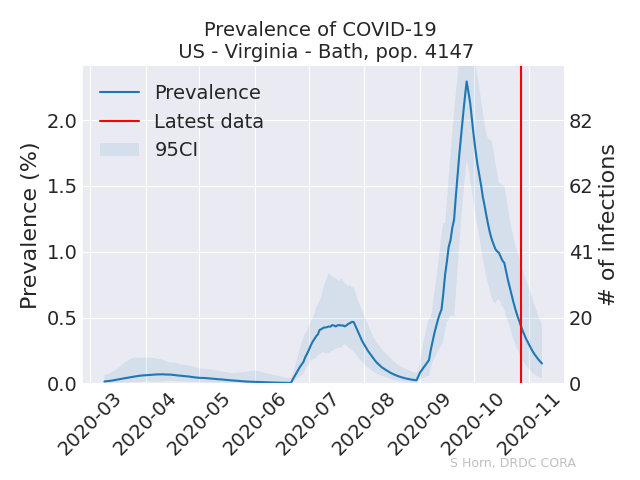 Prevalence of COVID-19
US - Virginia - Bath, pop. 4147
Prevalence
Latest data
95CI
Prevalence (%)
2.0
1.5
1.0
0.5
0.0
82
62
41
20
0
# of infections
2020-03
2020-04
2020-05
2020-06
2020-07
2020-08
2020-09
2020-10
2020-11
S Horn, DRDC CORA